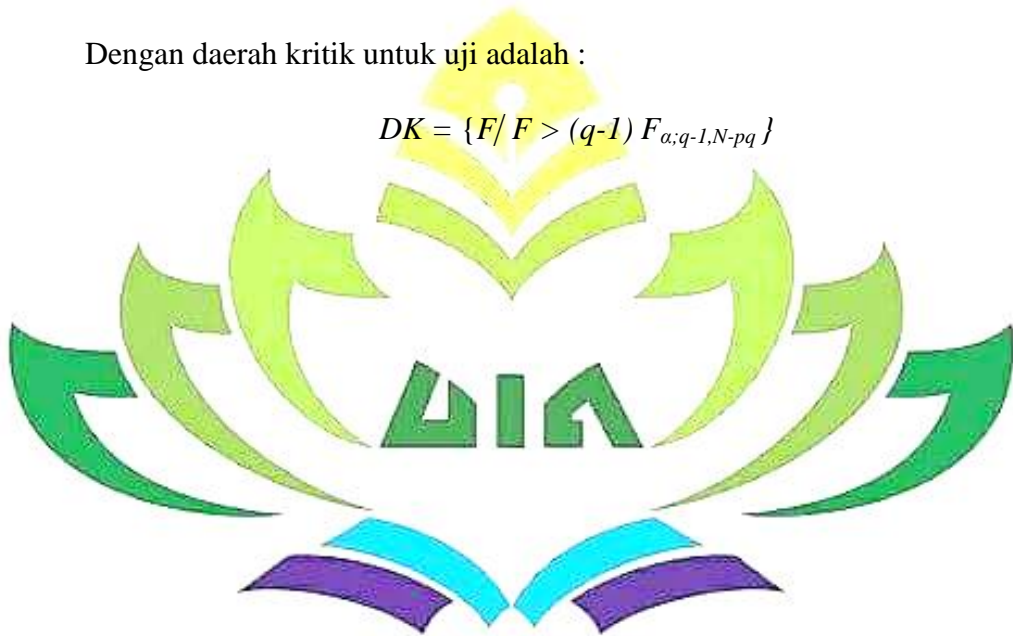 Dengan daerah kritik untuk uji adalah :
DK = {F/ F > (q-1) Fα;q-1,N-pq }
UIN